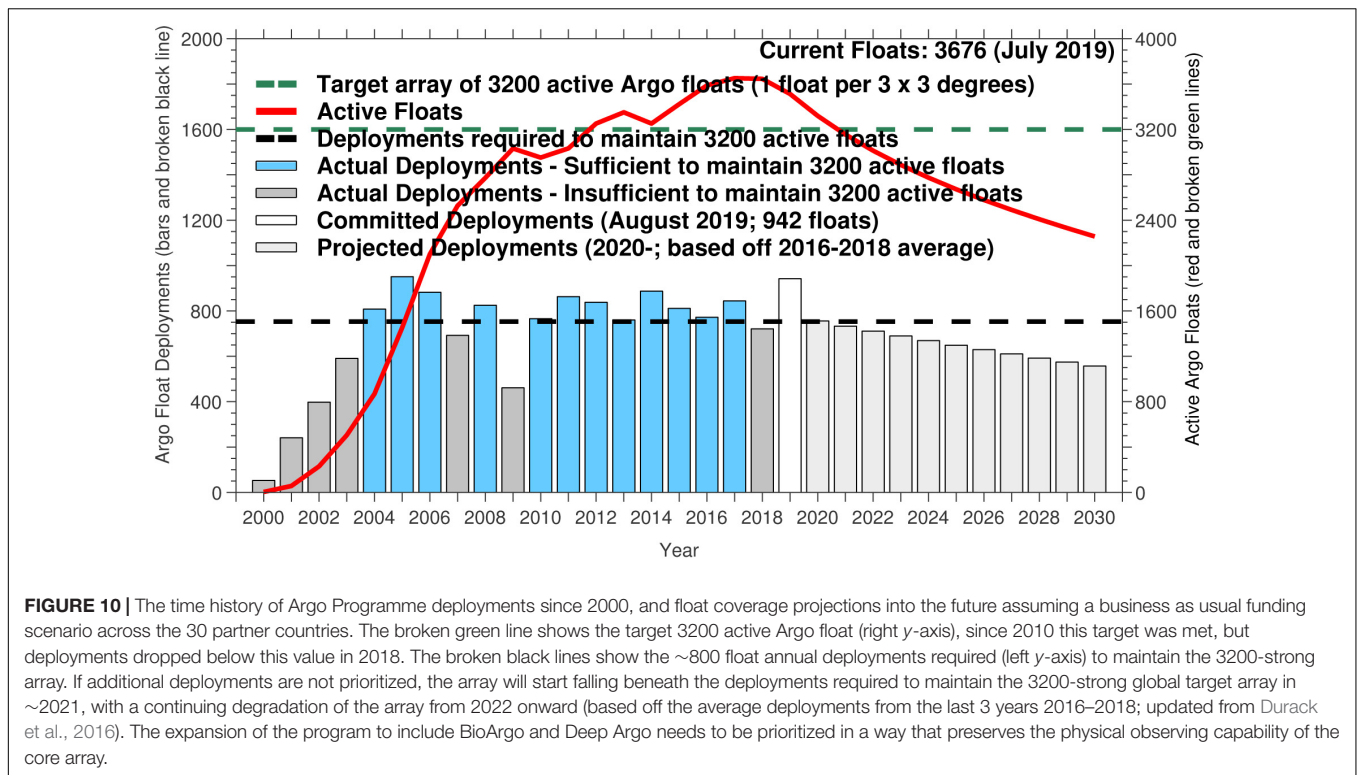 Current Floats: 3676 (July 2019)
Target array of 3200 active Argo floats (1 float per 3 x 3 degrees)
Active Floats
Deployments required to maintain 3200 active floats
Actual Deployments - Sufficient to maintain 3200 active floats
Actual Deployments - Insufficient to maintain 3200 active floats
Committed Deployments (August 2019; 942 floats)
Projected Deployments (2020-; based off 2016-2018 average)
Argo Float Deployments (bars and broken black line)
2000
1600
1200
800
400
0
4000
3200
2400
1600
800
0
Active Argo Floats (red and broken green lines)
2000 2002 2004 2006 2008 2010 2012 2014 2016 2018 2020 2022 2024 2026 2028 2030
Year
FIGURE 10 | The time history of Argo Programme deployments since 2000, and float coverage projections into the future assuming a business as usual funding
scenario across the 30 partner countries. The broken green line shows the target 3200 active Argo float (right y-axis), since 2010 this target was met, but
deployments dropped below this value in 2018. The broken black lines show the ~800 float annual deployments required (left y-axis) to maintain the 3200-strong
array. If additional deployments are not prioritized, the array will start falling beneath the deployments required to maintain the 3200-strong global target array in
~2021, with a continuing degradation of the array from 2022 onward (based off the average deployments from the last 3 years 2016–2018; updated from Durack
et al., 2016). The expansion of the program to include BioArgo and Deep Argo needs to be prioritized in a way that preserves the physical observing capability of the
core array.